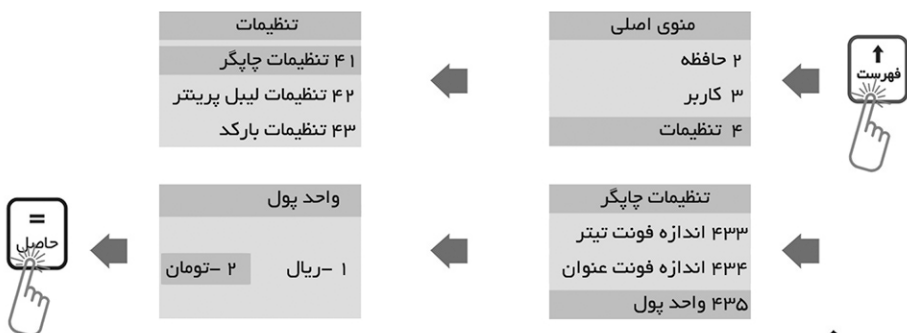 فهرست
منوی اصلی
۲ حافظه
۳ کاربر
۴ تنظیمات
تنظیمات
۴۱ تنظیمات چاپگر
۴۲ تنظیمات لیبل پرینتر
۴۳ تنظیمات بارکد
تنظیمات چاپگر
۴۳۳ اندازه فونت تیتر
۴۳۴ اندازه فونت عنوان
۴۳۵ واحد پول
واحد پول
۱ -ریال ۲ -تومان
=
حاصل